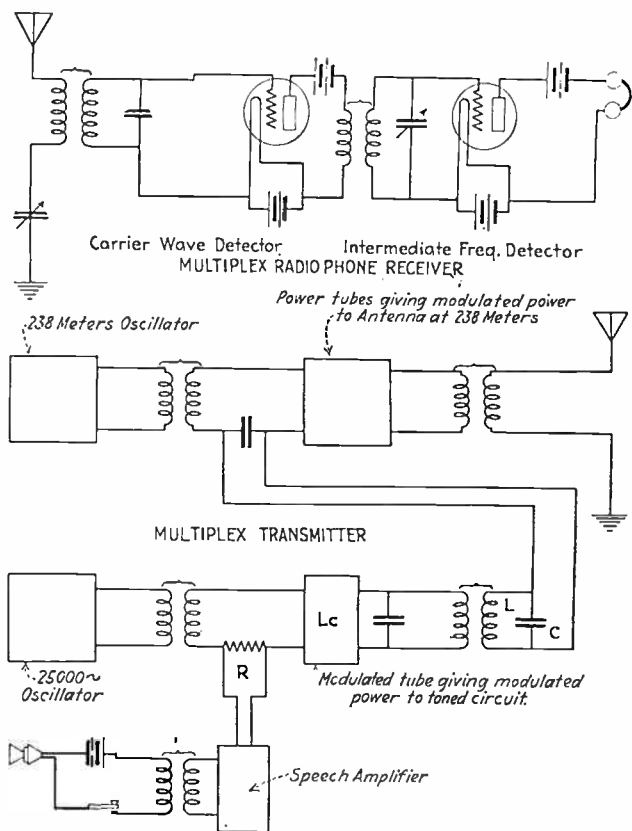 Carrier Wave Detector
Intermediate Freq. Detector
MULTIPLEX RADIO PHONE RECEIVER
Power tubes giving modulated power
to Antenna at 238 Meters
238 Meters Oscillator
MULTIPLEX TRANSMITTER
Lc
L
C
R
25000~
Oscillator
Modulated tube giving modulated
power to toned circuit.
Speech Amplifier